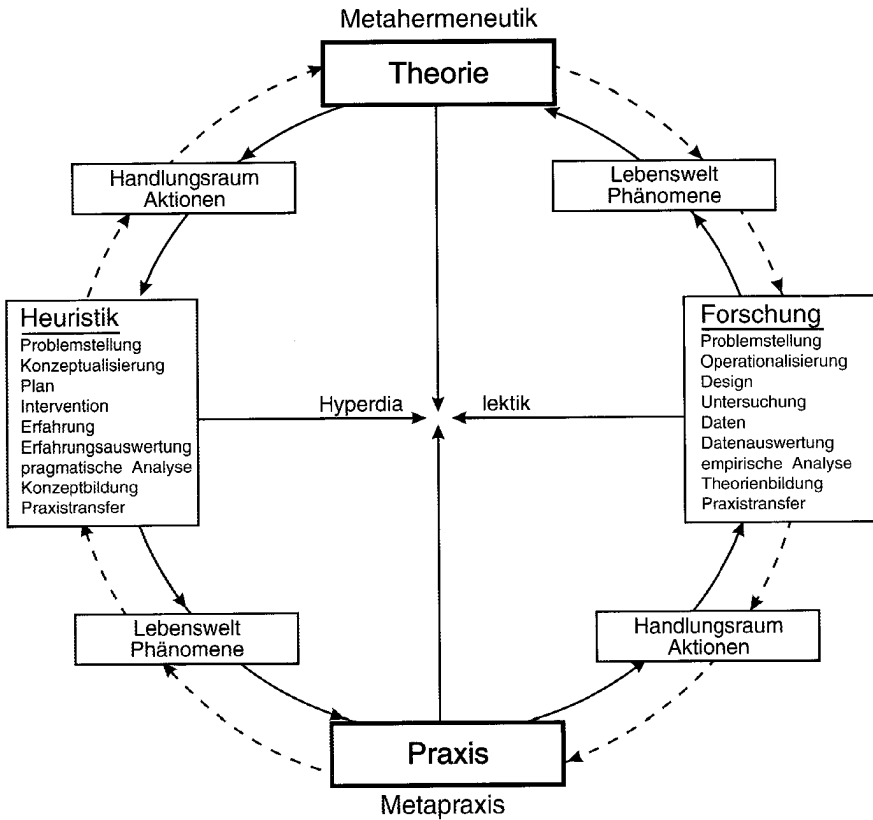 Metahermeneutik
Theorie
Handlungsraum
Aktionen
Lebenswelt
Phänomene
Heuristik
Problemstellung
Konzeptualisierung
Plan
Intervention
Erfahrung
Erfahrungsauswertung
pragmatische Analyse
Konzeptbildung
Praxistransfer
Hyperdia lektik
Forschung
Problemstellung
Operationalisierung
Design
Untersuchung
Daten
Datenauswertung
empirische Analyse
Theorienbildung
Praxistransfer
Lebenswelt
Phänomene
Handlungsraum
Aktionen
Praxis
Metapraxis